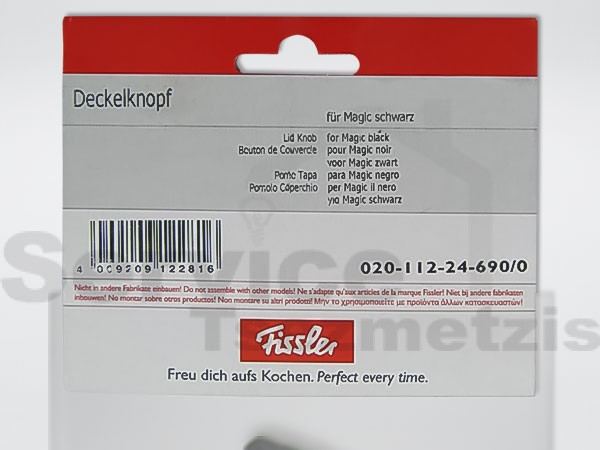 Deckelknopf
für Magic schwarz
Lid Knob for Magic black
Bouton de Couvercle pour Magic noir
voor Magic zwart
Pomo Tapa para Magic negro
Pomolo Coperchio per Magic il nero
για Magic schwarz
4 009209 122816
020-112-24-690/0
Nicht in andere Fabrikate einbauen! Do not assemble with other models! Ne s'adapte qu'aux articles de la marque Fissler! Niet bij andere fabrikaten
inbouwen! No montar sobre otros productos! Non montare su altri prodotti! Μην το χρησιμοποιείτε με προϊόντα άλλων κατασκευαστών!
Service
Tsormetzis
Fissler
Freu dich aufs Kochen. Perfect every time.